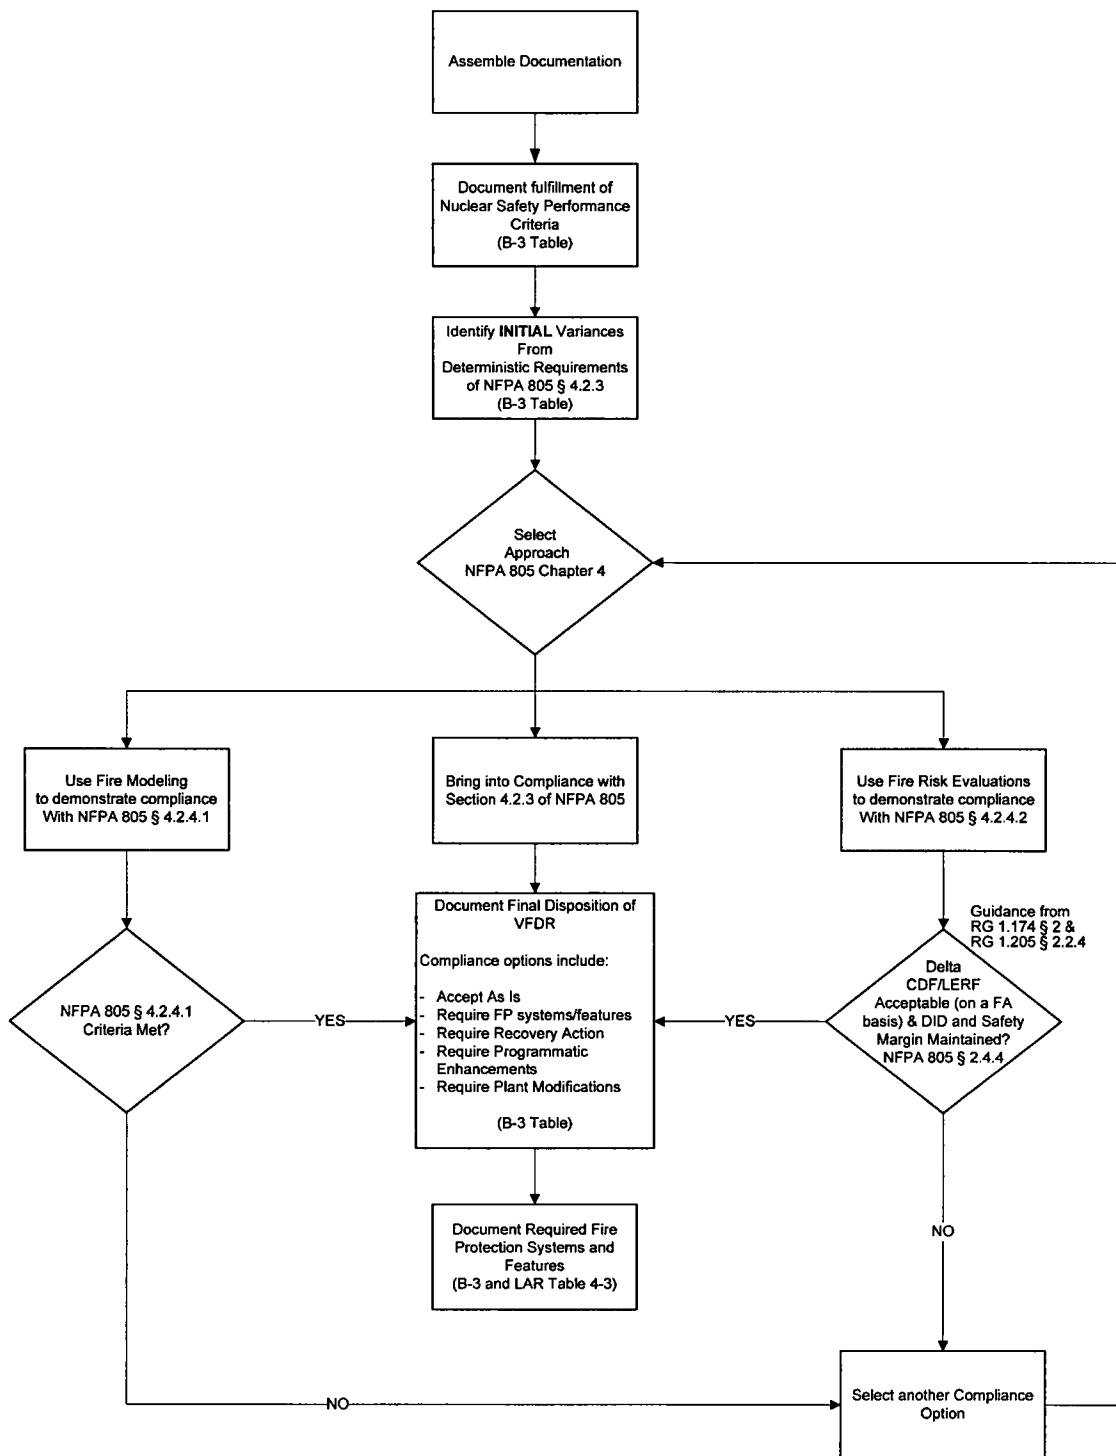 Assemble Documentation
Document fulfillment of
Nuclear Safety Performance
Criteria
(B-3 Table)
Identify INITIAL Variances
From
Deterministic Requirements
of NFPA 805 § 4.2.3
(B-3 Table)
Select
Approach
NFPA 805 Chapter 4
Use Fire Modeling
to demonstrate compliance
With NFPA 805 § 4.2.4.1
Bring into Compliance with
Section 4.2.3 of NFPA 805
Use Fire Risk Evaluations
to demonstrate compliance
With NFPA 805 § 4.2.4.2
NFPA 805 § 4.2.4.1
Criteria Met?
YES
Document Final Disposition of
VFDR
Compliance options include:
- Accept As Is
- Require FP systems/features
- Require Recovery Action
- Require Programmatic
Enhancements
- Require Plant Modifications
(B-3 Table)
YES
Guidance from
RG 1.174 § 2 &
RG 1.205 § 2.2.4
Delta
CDF/LERF
Acceptable (on a FA
basis) & DID and Safety
Margin Maintained?
NFPA 805 § 2.4.4
Document Required Fire
Protection Systems and
Features
(B-3 and LAR Table 4-3)
NO
NO
Select another Compliance
Option